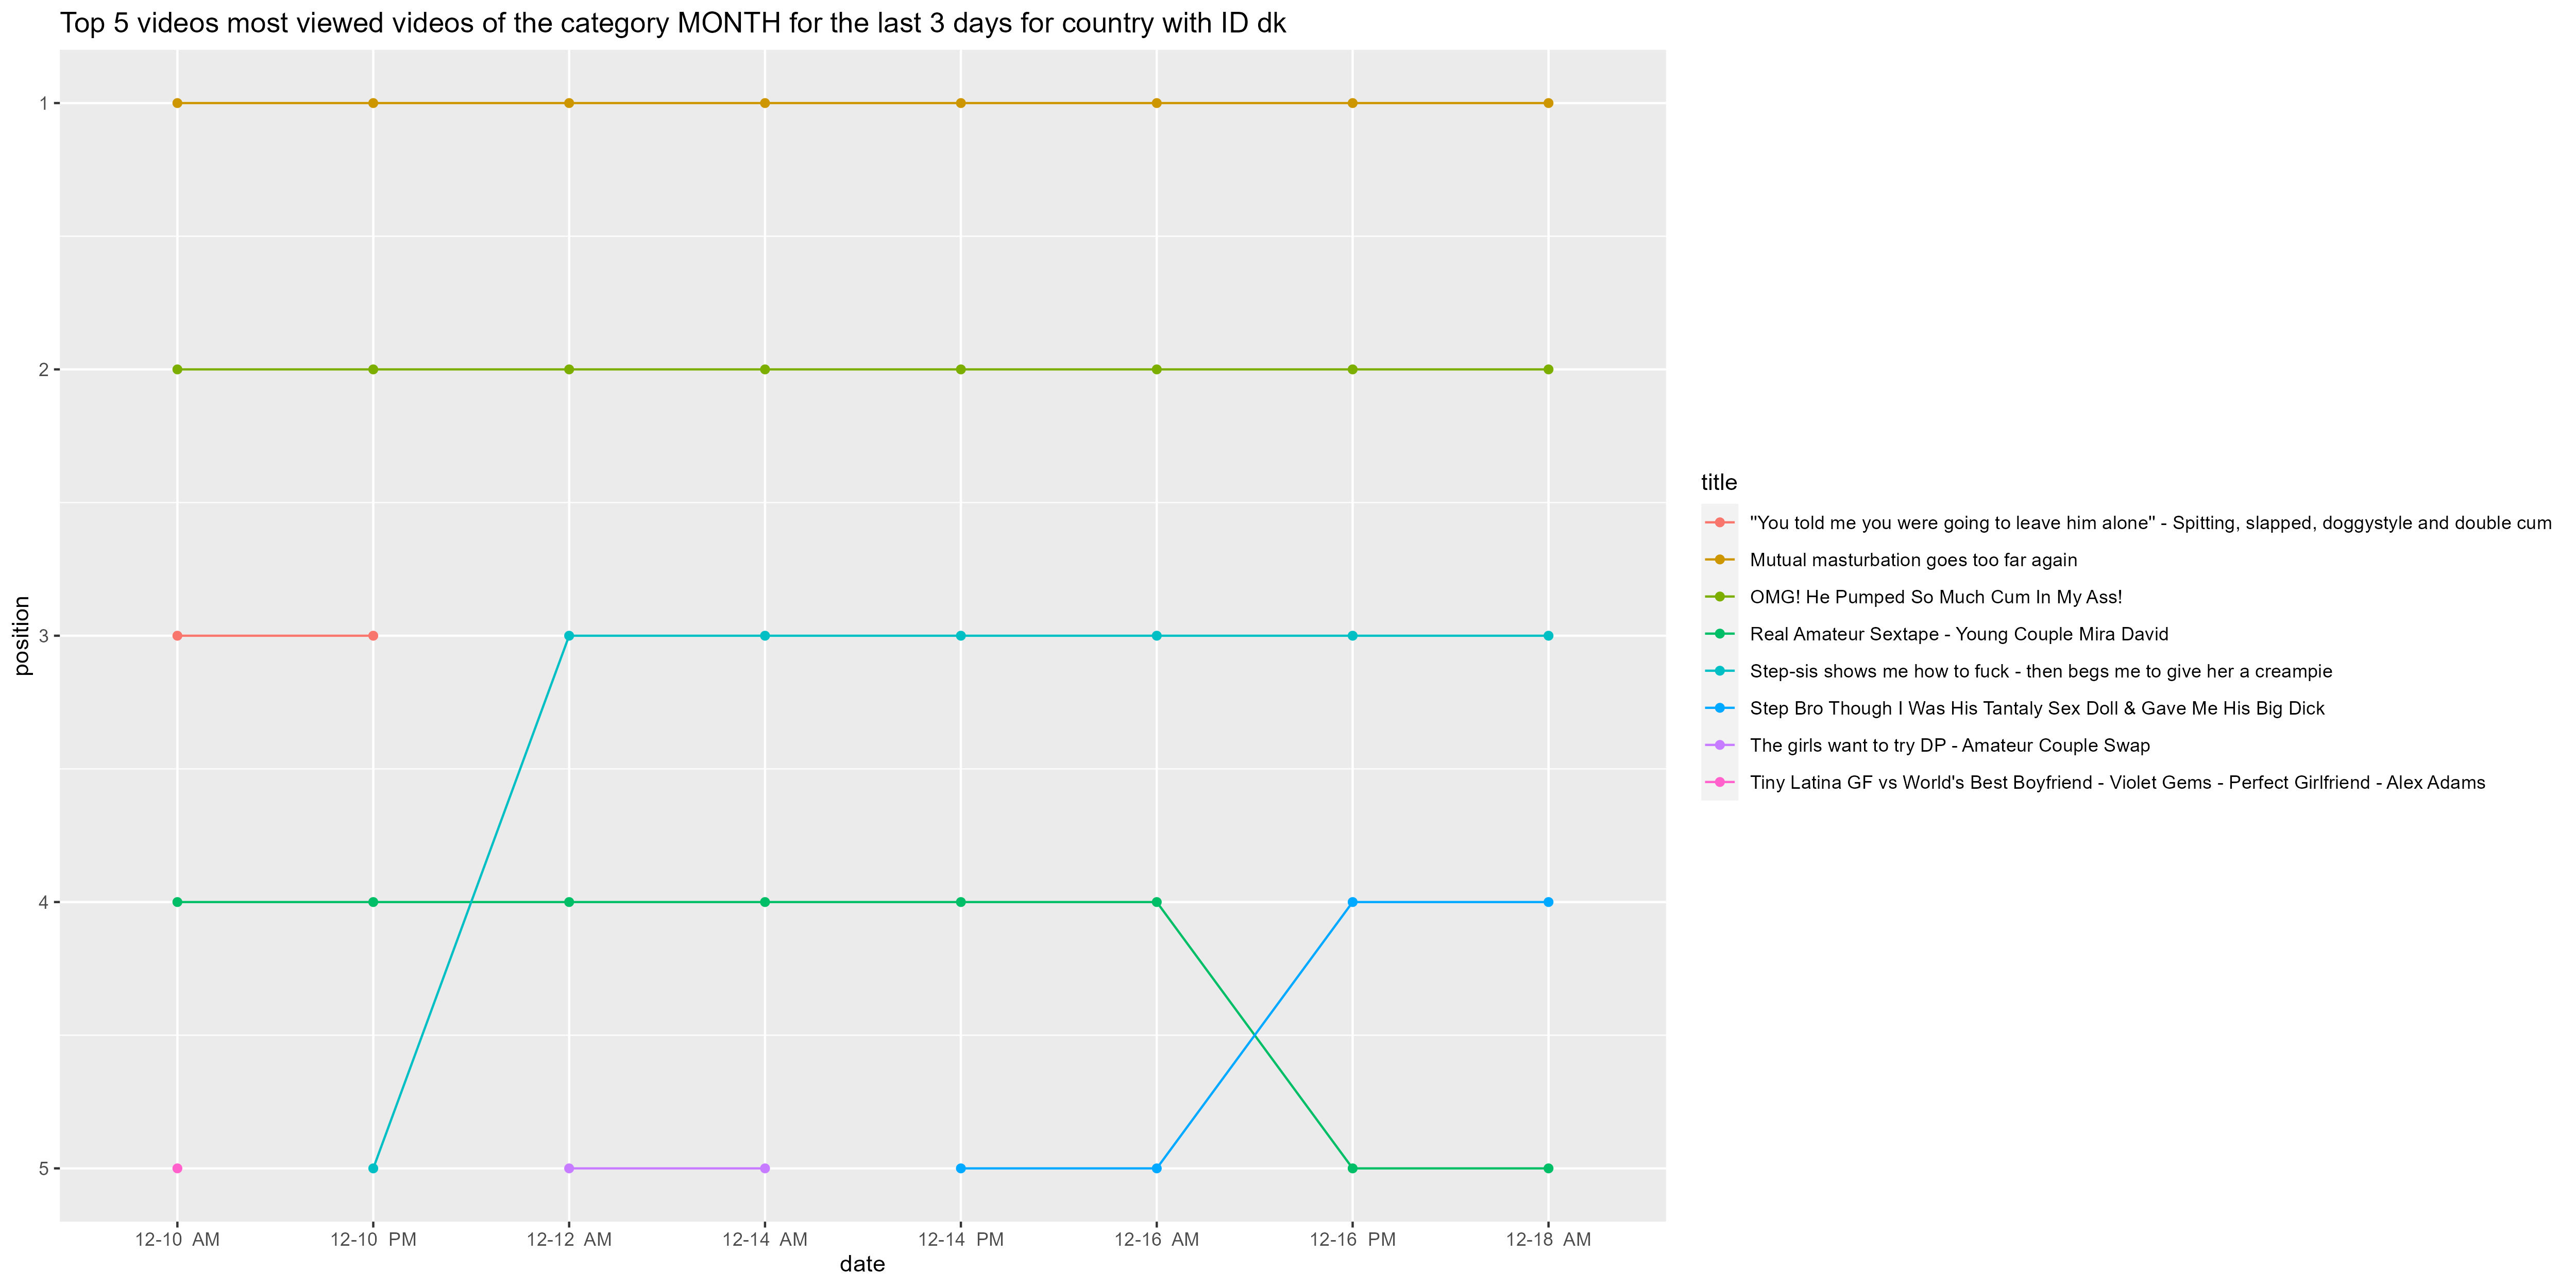 Top 5 videos most viewed videos of the category MONTH for the last 3 days for country with ID dk
1
2
3
4
5
position
12-10 AM
12-10 PM
12-12 AM
12-14 AM
12-14 PM
12-16 AM
12-16 PM
12-18 AM
date
title
"You told me you were going to leave him alone" - Spitting, slapped, doggystyle and double cum
Mutual masturbation goes too far again
OMG! He Pumped So Much Cum In My Ass!
Real Amateur Sextape - Young Couple Mira David
Step-sis shows me how to fuck - then begs me to give her a creampie
Step Bro Though I Was His Tantaly Sex Doll & Gave Me His Big Dick
The girls want to try DP - Amateur Couple Swap
Tiny Latina GF vs World's Best Boyfriend - Violet Gems - Perfect Girlfriend - Alex Adams